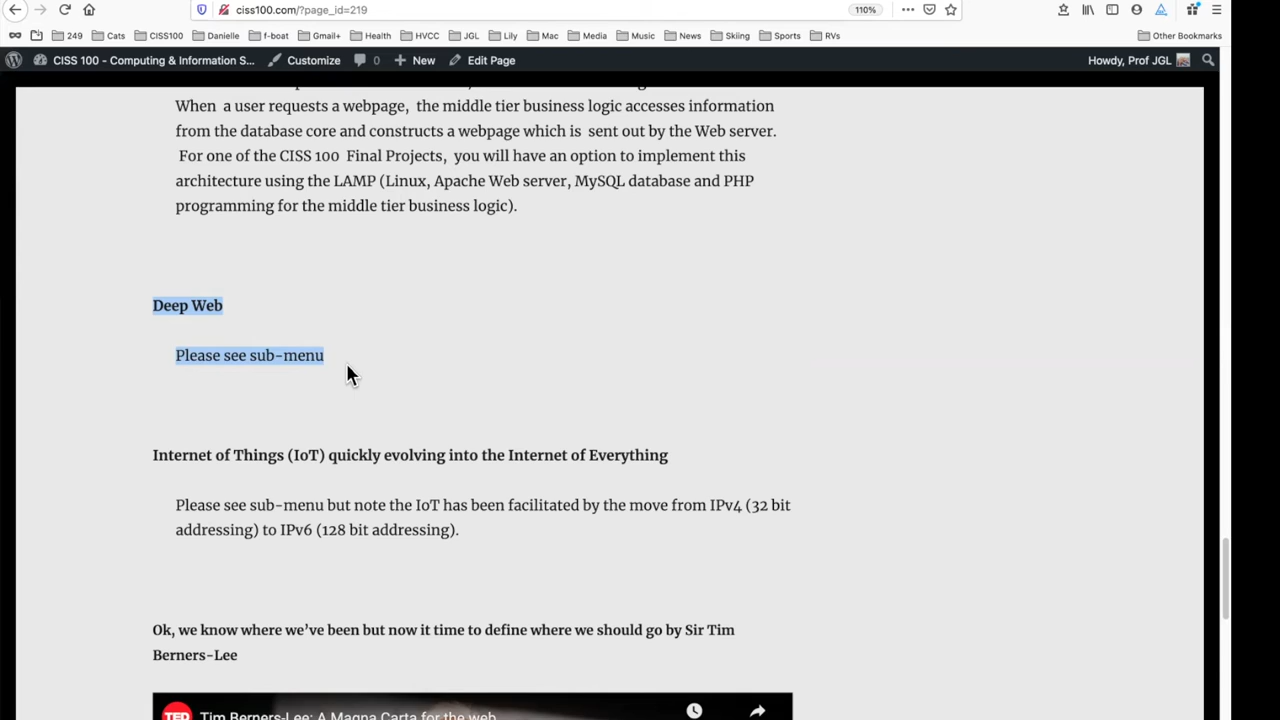 ciss100.com/?page_id=219
110%
249
Cats
CISS100
Danielle
f-boat
Gmail+
Health
HVCC
JGL
Lily
Mac
Media
Music
News
Skiing
Sports
RVs
Other Bookmarks
CISS 100 - Computing & Information S...
Customize
0
New
Edit Page
Howdy, Prof JGL
When a user requests a webpage, the middle tier business logic accesses information
from the database core and constructs a webpage which is sent out by the Web server.
For one of the CISS 100 Final Projects, you will have an option to implement this
architecture using the LAMP (Linux, Apache Web server, MySQL database and PHP
programming for the middle tier business logic).
Deep Web
Please see sub-menu
Internet of Things (IoT) quickly evolving into the Internet of Everything
Please see sub-menu but note the IoT has been facilitated by the move from IPv4 (32 bit
addressing) to IPv6 (128 bit addressing).
Ok, we know where we've been but now it time to define where we should go by Sir Tim
Berners-Lee
TED
Tim Berners-Lee: A Magna Carta for the web